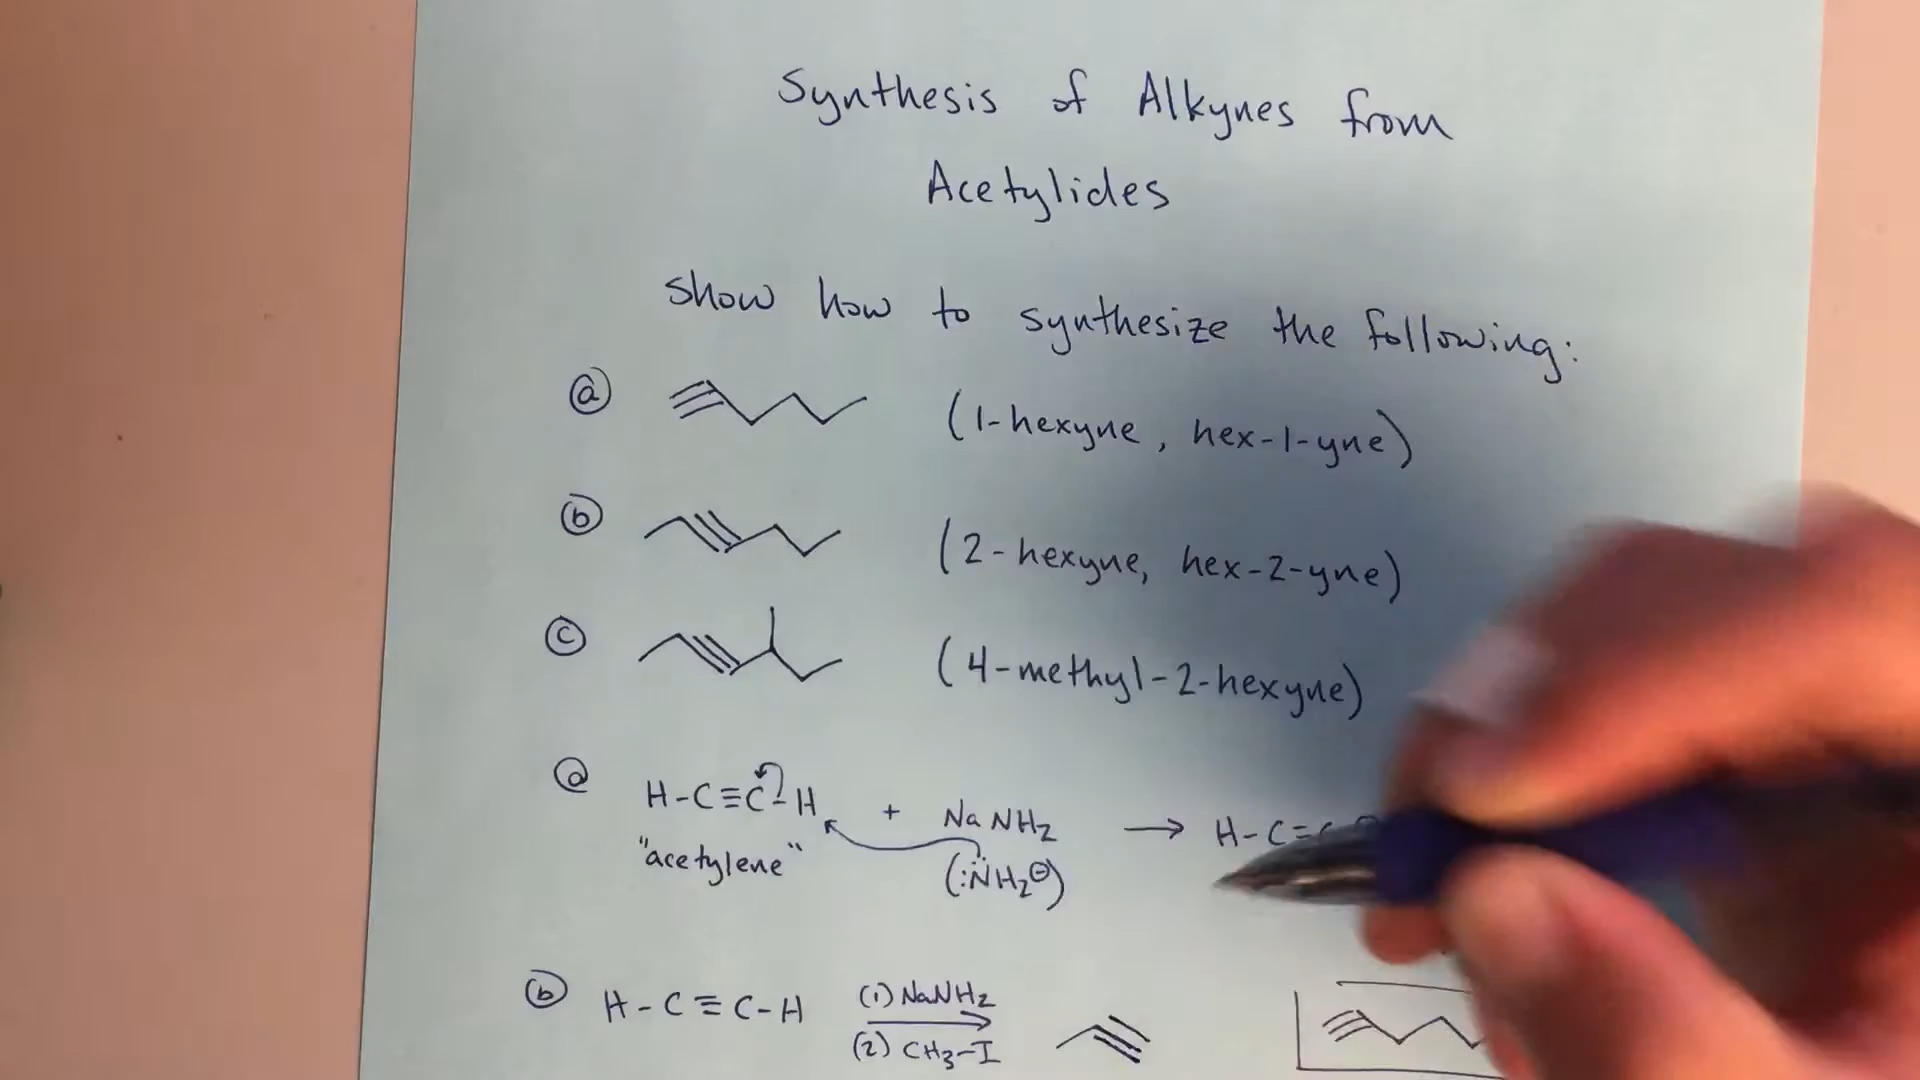 Synthesis of Alkynes from
Acetylides
show how to synthesize the following:
ⓐ (1-hexyne, hex-1-yne)
ⓑ (2-hexyne, hex-2-yne)
ⓒ (4-methyl-2-hexyne)
ⓐ H-C≡C-H + NaNH₂ → H-C≡C
"acetylene" (:N̈H₂⊖)
ⓑ H-C≡C-H (1) NaNH₂
(2) CH₃-I